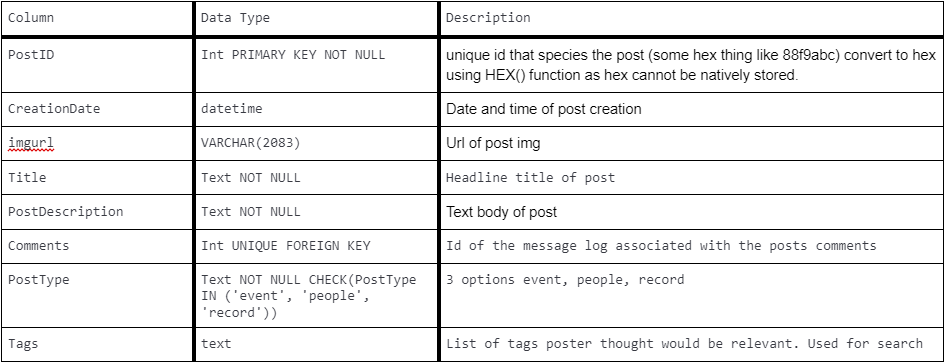 Column Data Type Description
PostID Int PRIMARY KEY NOT NULL unique id that species the post (some hex thing like 88f9abc) convert to hex
using HEX() function as hex cannot be natively stored.
CreationDate datetime Date and time of post creation
imgurl VARCHAR(2083) Url of post img
Title Text NOT NULL Headline title of post
PostDescription Text NOT NULL Text body of post
Comments Int UNIQUE FOREIGN KEY Id of the message log associated with the posts comments
PostType Text NOT NULL CHECK(PostType 3 options event, people, record
IN ('event', 'people',
'record'))
Tags text List of tags poster thought would be relevant. Used for search